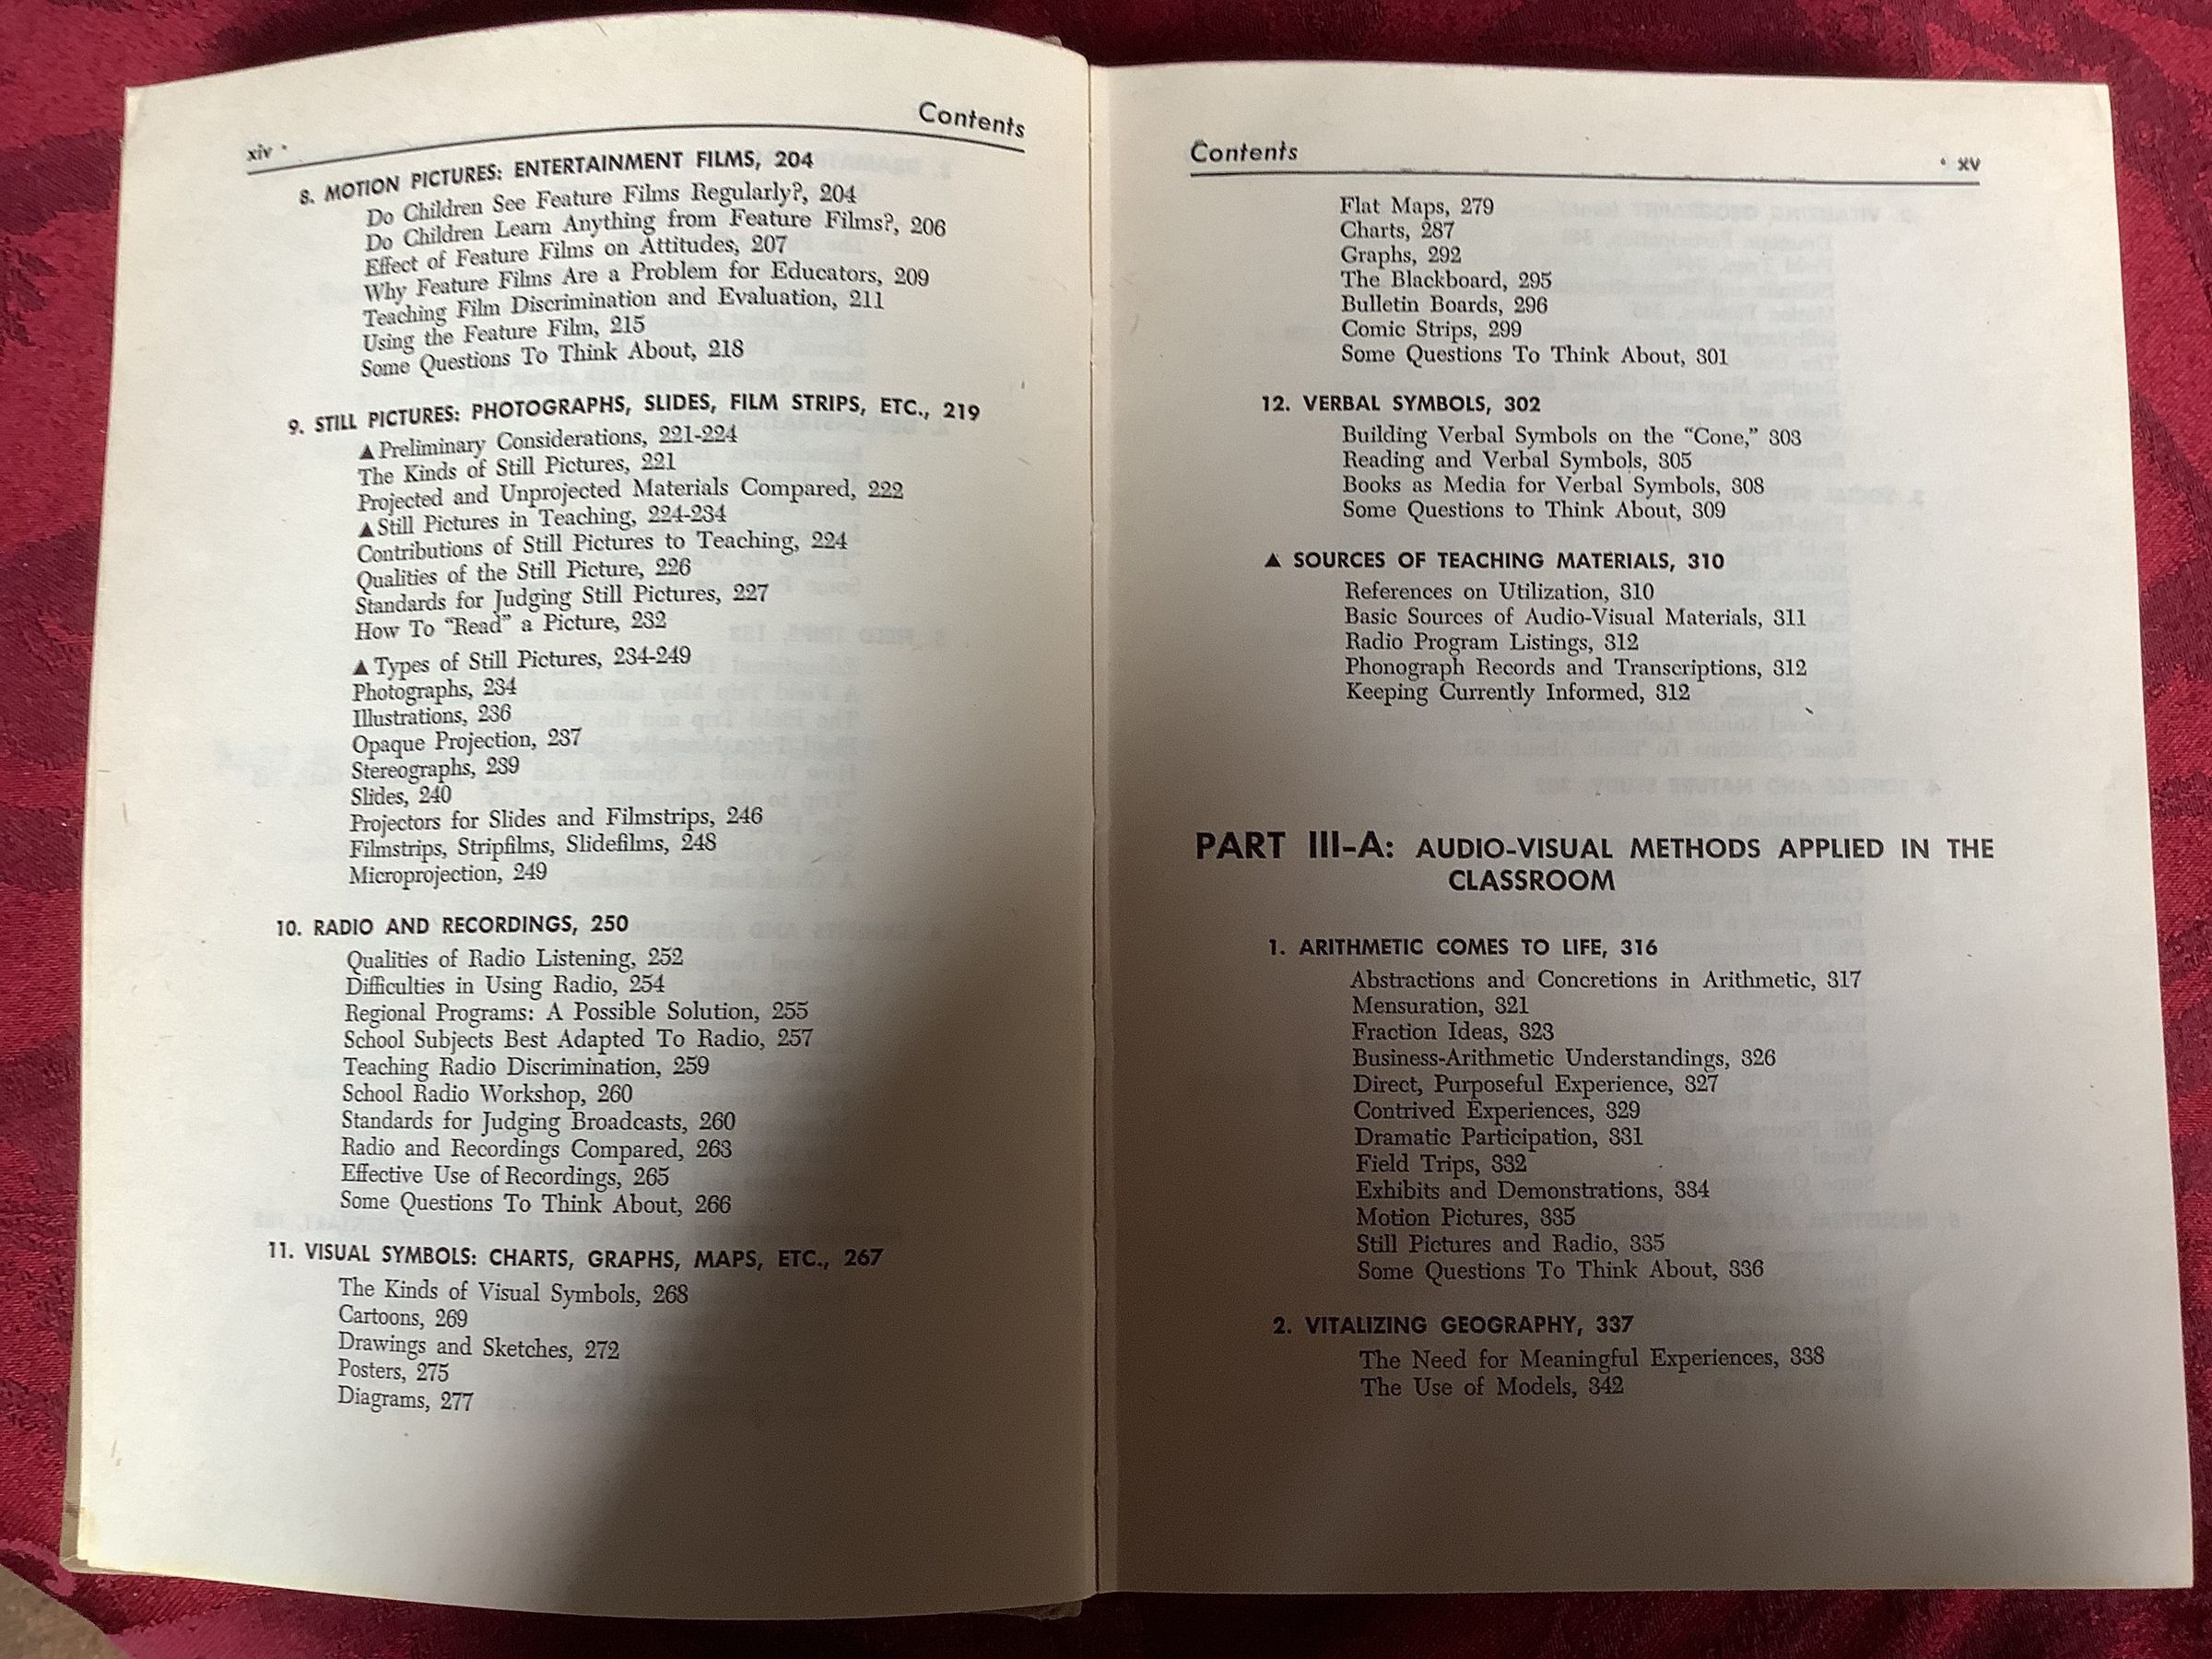 xiv •
Contents
8. MOTION PICTURES: ENTERTAINMENT FILMS, 204
Do Children See Feature Films Regularly?, 204
Do Children Learn Anything from Feature Films?, 206
Effect of Feature Films on Attitudes, 207
Why Feature Films Are a Problem for Educators, 209
Teaching Film Discrimination and Evaluation, 211
Using the Feature Film, 215
Some Questions To Think About, 218
9. STILL PICTURES: PHOTOGRAPHS, SLIDES, FILM STRIPS, ETC., 219
▲Preliminary Considerations, 221-224
The Kinds of Still Pictures, 221
Projected and Unprojected Materials Compared, 222
▲Still Pictures in Teaching, 224-234
Contributions of Still Pictures to Teaching, 224
Qualities of the Still Picture, 226
Standards for Judging Still Pictures, 227
How To “Read” a Picture, 232
▲Types of Still Pictures, 234-249
Photographs, 234
Illustrations, 236
Opaque Projection, 237
Stereographs, 239
Slides, 240
Projectors for Slides and Filmstrips, 246
Filmstrips, Stripfilms, Slidefilms, 248
Microprojection, 249
10. RADIO AND RECORDINGS, 250
Qualities of Radio Listening, 252
Difficulties in Using Radio, 254
Regional Programs: A Possible Solution, 255
School Subjects Best Adapted To Radio, 257
Teaching Radio Discrimination, 259
School Radio Workshop, 260
Standards for Judging Broadcasts, 260
Radio and Recordings Compared, 263
Effective Use of Recordings, 265
Some Questions To Think About, 266
11. VISUAL SYMBOLS: CHARTS, GRAPHS, MAPS, ETC., 267
The Kinds of Visual Symbols, 268
Cartoons, 269
Drawings and Sketches, 272
Posters, 275
Diagrams, 277
Contents
• xv
Flat Maps, 279
Charts, 287
Graphs, 292
The Blackboard, 295
Bulletin Boards, 296
Comic Strips, 299
Some Questions To Think About, 301
12. VERBAL SYMBOLS, 302
Building Verbal Symbols on the “Cone,” 303
Reading and Verbal Symbols, 305
Books as Media for Verbal Symbols, 308
Some Questions to Think About, 309
▲ SOURCES OF TEACHING MATERIALS, 310
References on Utilization, 310
Basic Sources of Audio-Visual Materials, 311
Radio Program Listings, 312
Phonograph Records and Transcriptions, 312
Keeping Currently Informed, 312
PART III-A: AUDIO-VISUAL METHODS APPLIED IN THE
CLASSROOM
1. ARITHMETIC COMES TO LIFE, 316
Abstractions and Concretions in Arithmetic, 317
Mensuration, 321
Fraction Ideas, 323
Business-Arithmetic Understandings, 326
Direct, Purposeful Experience, 327
Contrived Experiences, 329
Dramatic Participation, 331
Field Trips, 332
Exhibits and Demonstrations, 334
Motion Pictures, 335
Still Pictures and Radio, 335
Some Questions To Think About, 336
2. VITALIZING GEOGRAPHY, 337
The Need for Meaningful Experiences, 338
The Use of Models, 342